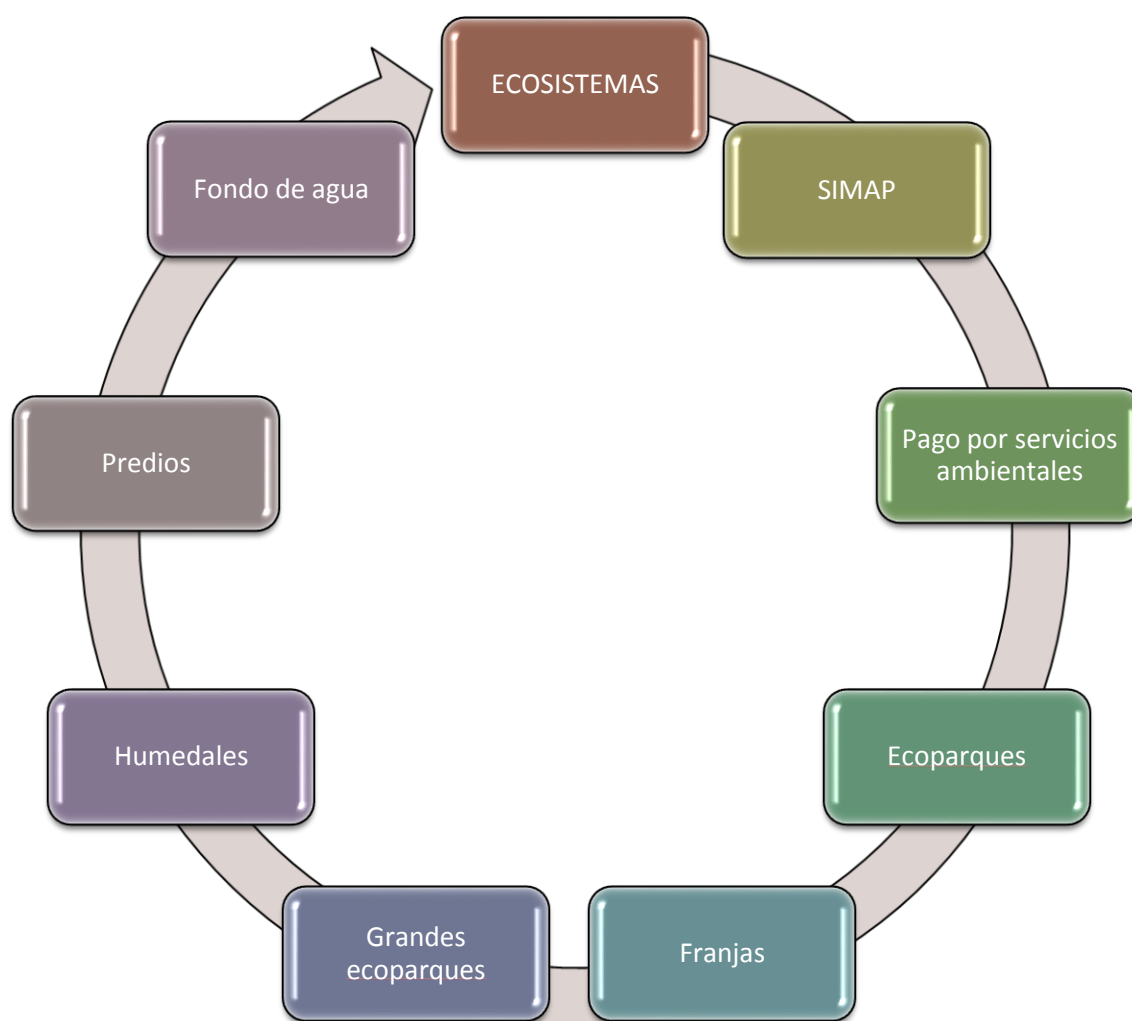 ECOSISTEMAS
SIMAP
Pago por servicios
ambientales
Ecoparques
Franjas
Grandes
ecoparques
Humedales
Predios
Fondo de agua